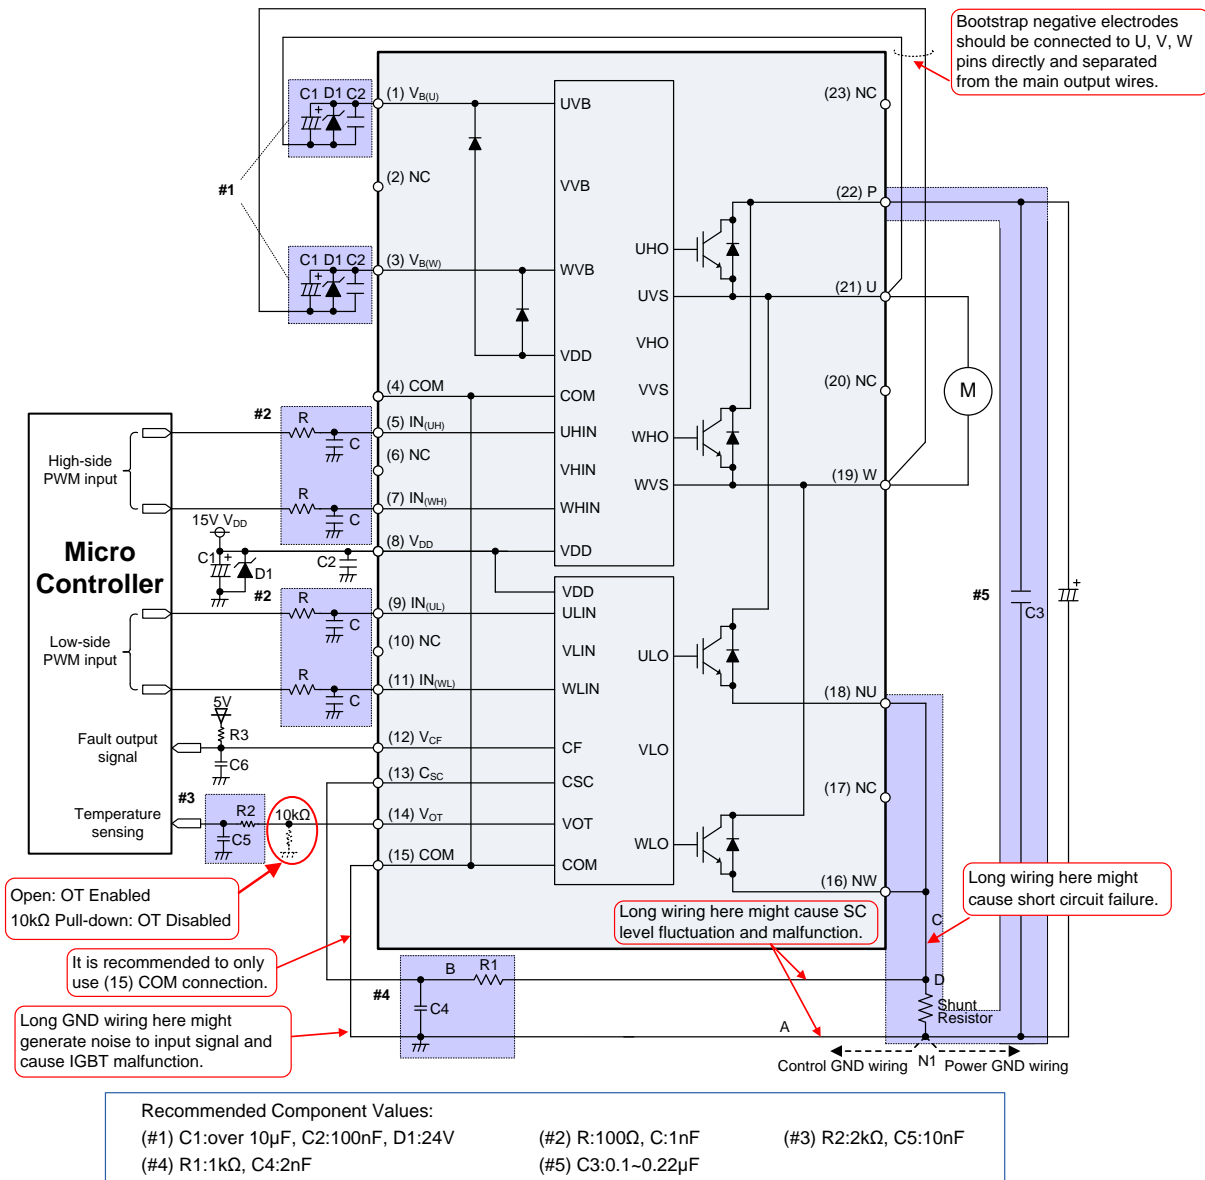 Bootstrap negative electrodes
should be connected to U, V, W
pins directly and separated
from the main output wires.
C1 D1 C2
+
(1) VB(U)
UVB
(23) NC
#1
(2) NC
VVB
(22) P
C1 D1 C2
+
(3) VB(W)
WVB
UHO
UVS
(21) U
VHO
VDD
VVS
(20) NC
M
(4) COM
COM
#2
R
C
(5) IN(UH)
UHIN
WHO
High-side
PWM input
(6) NC
VHIN
WVS
(19) W
R
C
(7) IN(WH)
WHIN
15V VDD
Micro
Controller
C1
+
D1
C2
(8) VDD
VDD
VDD
#2
R
C
(9) IN(UL)
ULIN
#5
C3
+
Low-side
PWM input
(10) NC
VLIN
ULO
R
C
(11) IN(WL)
WLIN
(18) NU
5V
R3
Fault output
signal
C6
(12) VCF
CF
VLO
(13) CSC
CSC
(17) NC
#3
Temperature
sensing
R2
C5
10kΩ
(14) VOT
VOT
WLO
(15) COM
COM
(16) NW
Open: OT Enabled
10kΩ Pull-down: OT Disabled
Long wiring here might cause SC
level fluctuation and malfunction.
Long wiring here might
cause short circuit failure.
C
It is recommended to only
use (15) COM connection.
B
R1
D
#4
C4
Shunt
Resistor
Long GND wiring here might
generate noise to input signal and
cause IGBT malfunction.
A
Control GND wiring
N1
Power GND wiring
Recommended Component Values:
(#1) C1:over 10μF, C2:100nF, D1:24V
(#2) R:100Ω, C:1nF
(#3) R2:2kΩ, C5:10nF
(#4) R1:1kΩ, C4:2nF
(#5) C3:0.1~0.22μF